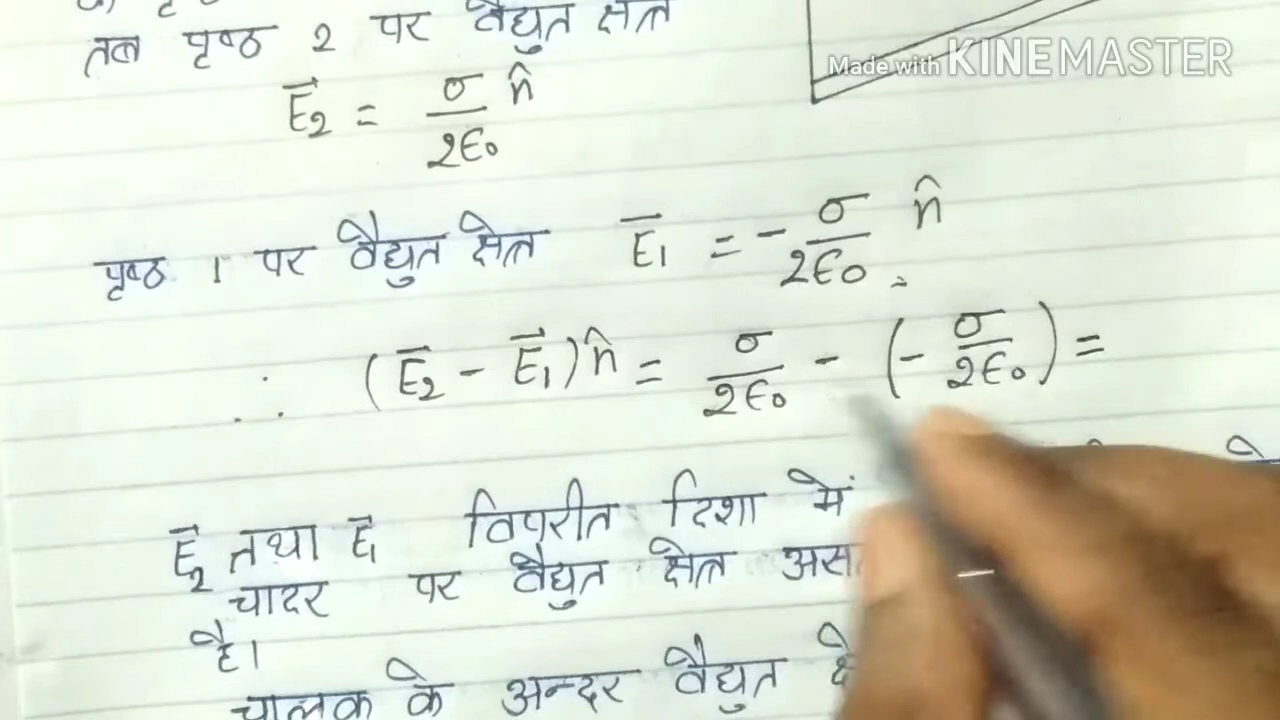 तब पृष्ठ 2 पर वैद्युत क्षेत्र
Made with KINEMASTER
E⃗₂ = σ/2ϵ₀ n̂
पृष्ठ 1 पर वैद्युत क्षेत्र E̅₁ = - σ/2ϵ₀ n̂
∴ (E⃗₂ - E⃗₁) n̂ = σ/2ϵ₀ - (- σ/2ϵ₀) =
E⃗₂ तथा E⃗₁ विपरीत दिशा में
चादर पर वैद्युत क्षेत्र
है।
चालक के अन्दर वैद्युत